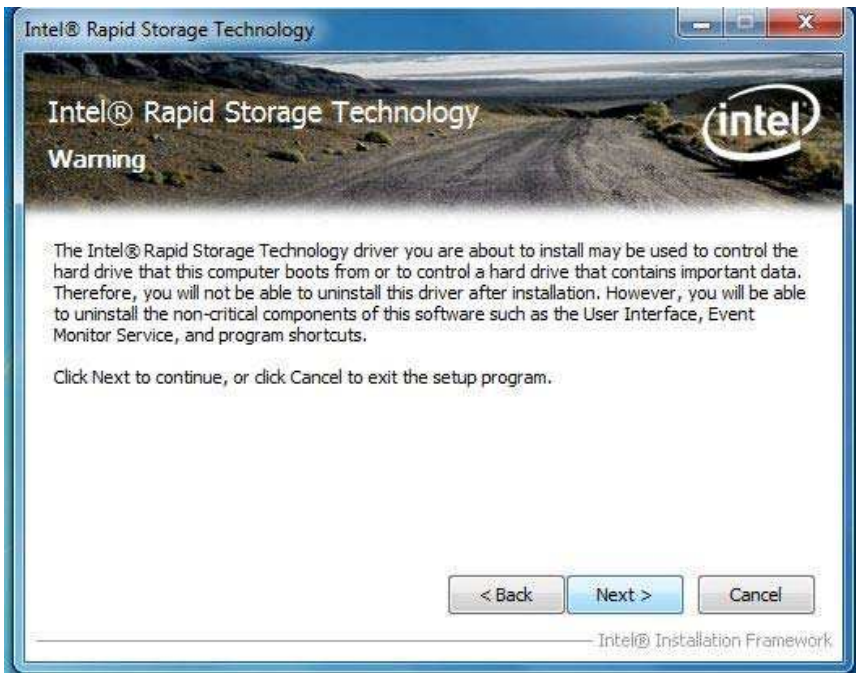 Intel® Rapid Storage Technology
Intel® Rapid Storage Technology
intel
Warning
The Intel® Rapid Storage Technology driver you are about to install may be used to control the
hard drive that this computer boots from or to control a hard drive that contains important data.
Therefore, you will not be able to uninstall this driver after installation. However, you will be able
to uninstall the non-critical components of this software such as the User Interface, Event
Monitor Service, and program shortcuts.
Click Next to continue, or click Cancel to exit the setup program.
< Back
Next >
Cancel
Intel® Installation Framework